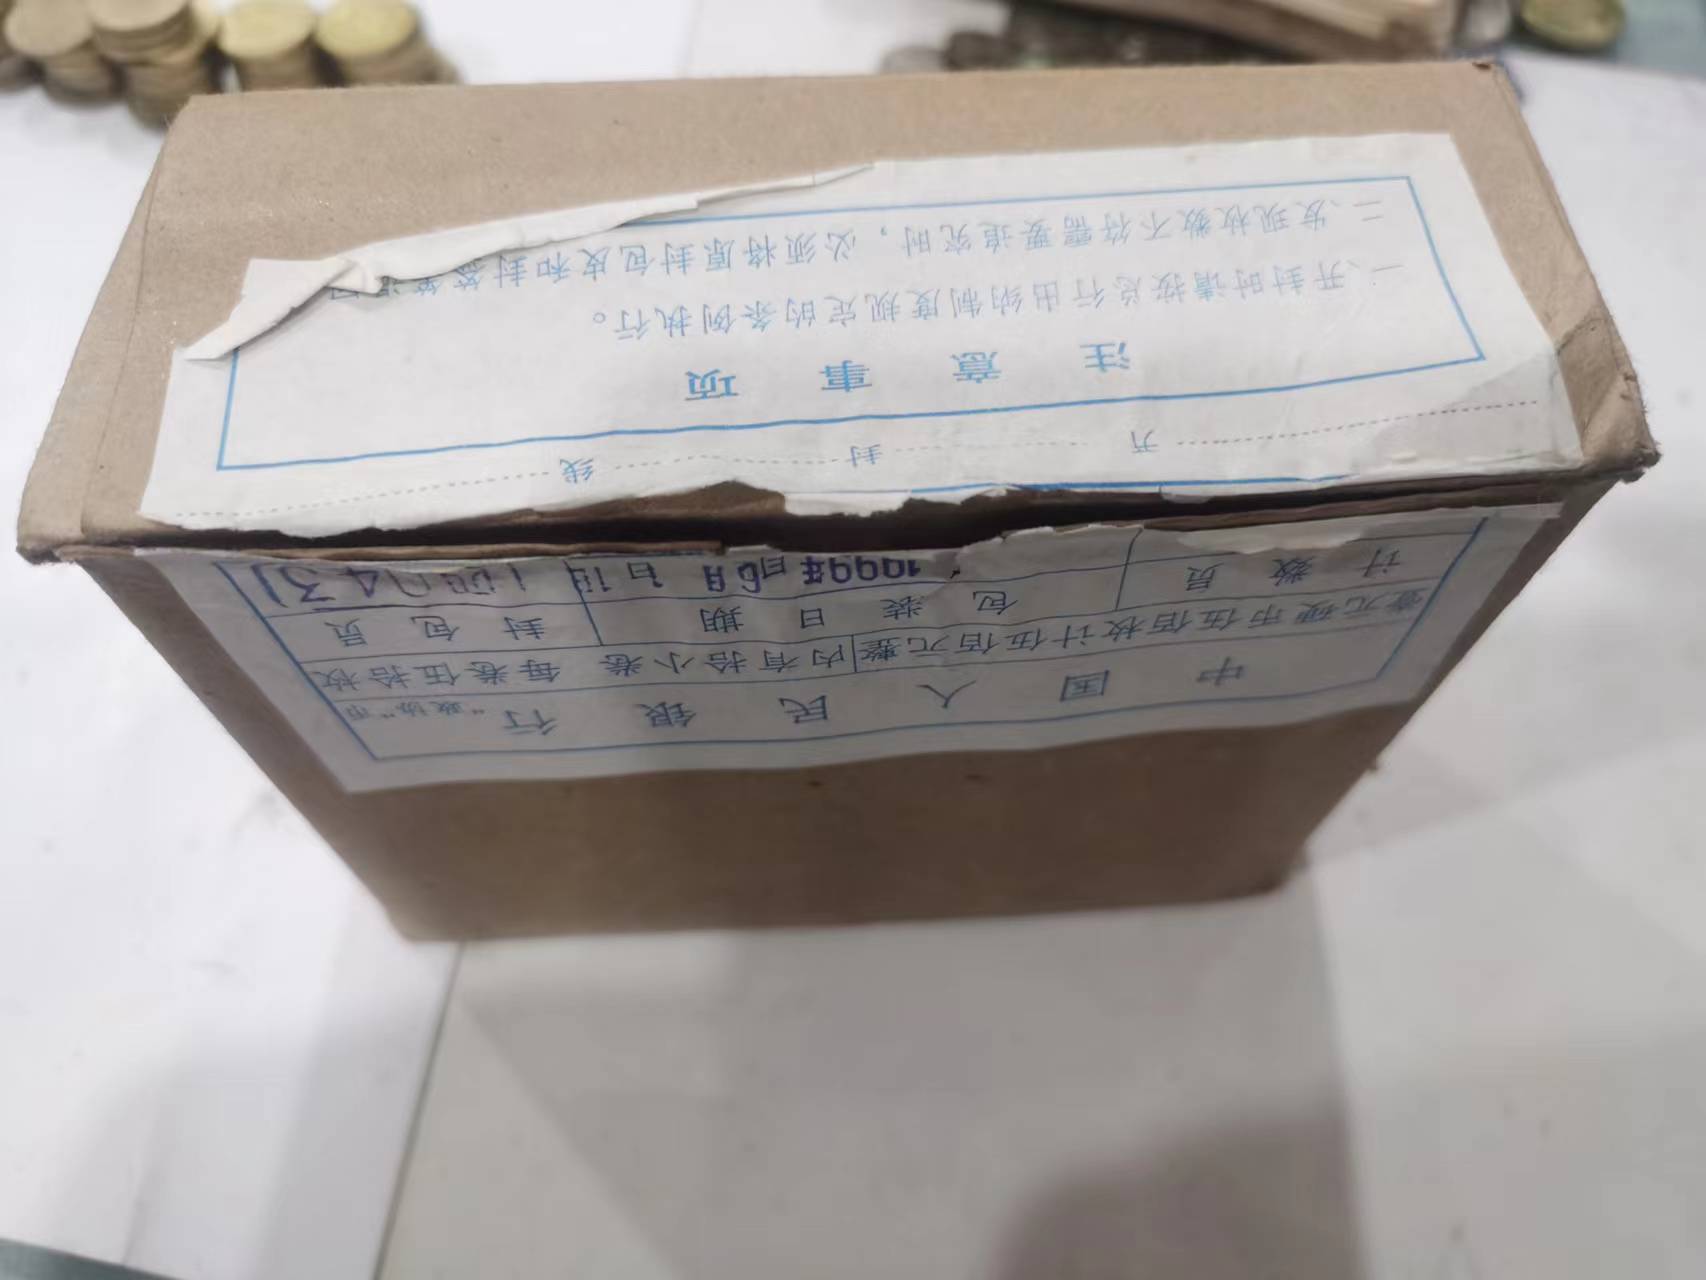 中国人民银行 "政协"币
壹元硬币伍佰枚计伍佰元整 内有拾小卷 每卷伍拾枚
计数员 包装日期 封包员
1999年6月
开封线
注意事项
一、开封时请按总行出纳制度规定的条例执行。
二、发现枚数不符需要追究时，必须将原封包皮和封签